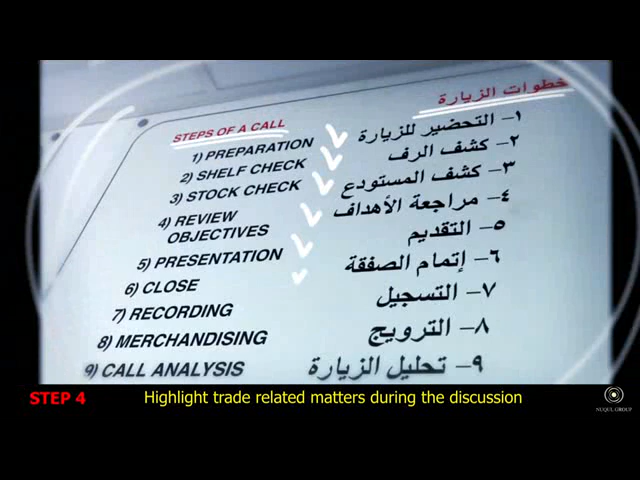 خطوات الزيارة
STEPS OF A CALL
1) PREPARATION
١- التحضير للزيارة
2) SHELF CHECK
٢- كشف الرف
3) STOCK CHECK
٣- كشف المستودع
4) REVIEW
OBJECTIVES
٤- مراجعة الأهداف
5) PRESENTATION
٥- التقديم
6) CLOSE
٦- إتمام الصفقة
7) RECORDING
٧- التسجيل
8) MERCHANDISING
٨- الترويج
9) CALL ANALYSIS
٩- تحليل الزيارة
STEP 4
Highlight trade related matters during the discussion
NUQUL GROUP